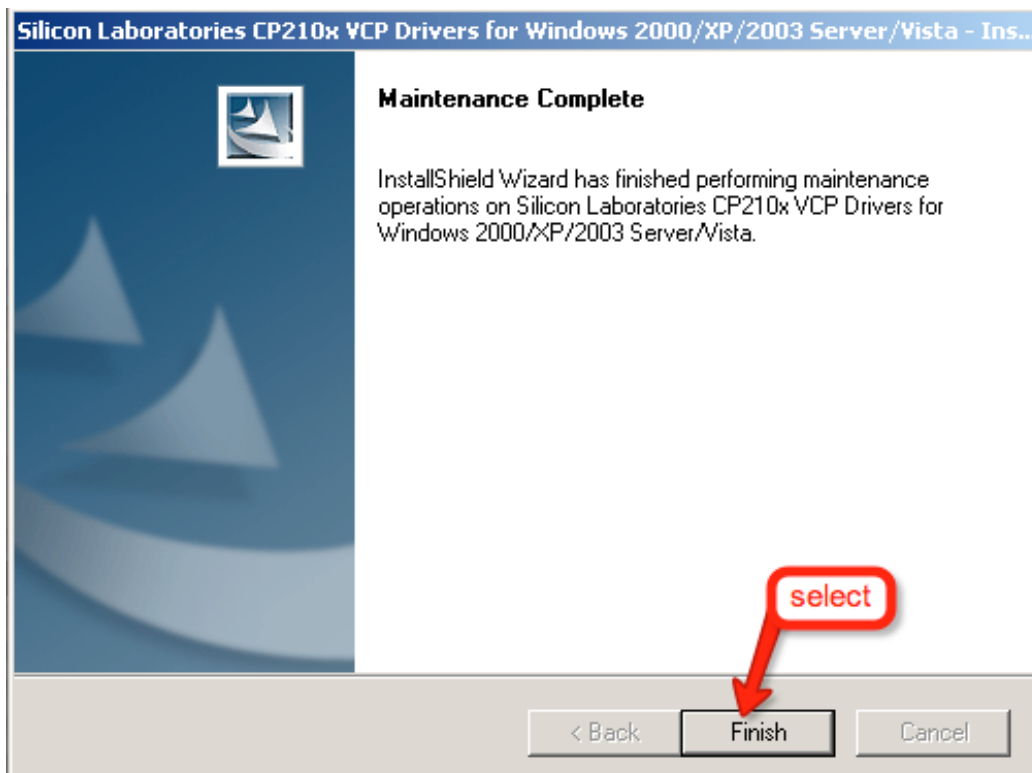 Silicon Laboratories CP210x VCP Drivers for Windows 2000/XP/2003 Server/Vista - Ins...
Maintenance Complete
InstallShield Wizard has finished performing maintenance
operations on Silicon Laboratories CP210x VCP Drivers for
Windows 2000/XP/2003 Server/Vista.
select
< Back
Finish
Cancel